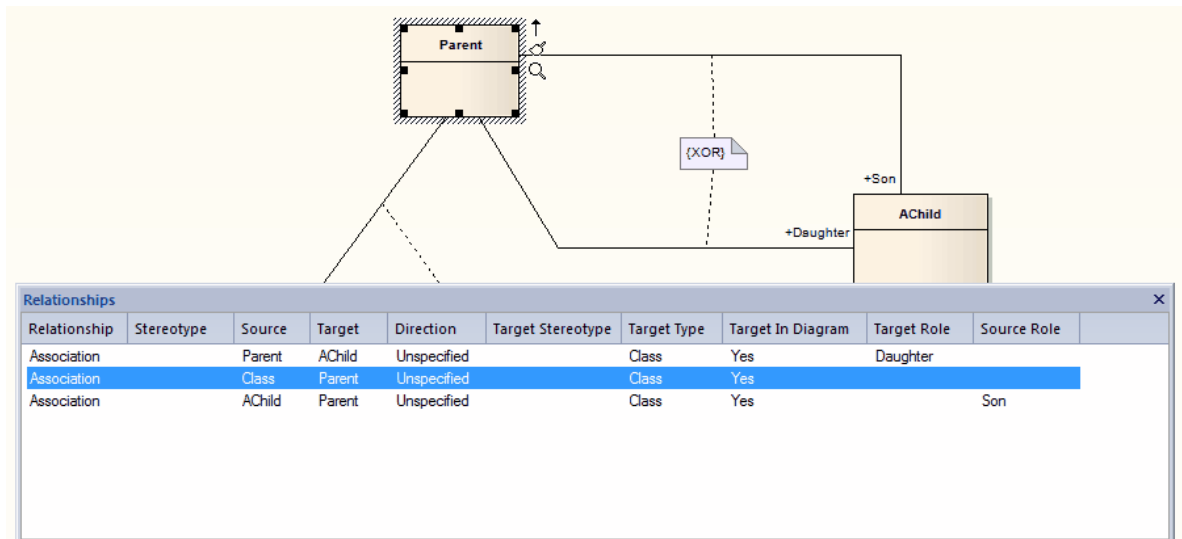 Parent
{XOR}
+Son
AChild
+Daughter
Relationships
Relationship Stereotype Source Target Direction Target Stereotype Target Type Target In Diagram Target Role Source Role
Association Parent AChild Unspecified Class Yes Daughter
Association Class Parent Unspecified Class Yes
Association AChild Parent Unspecified Class Yes Son